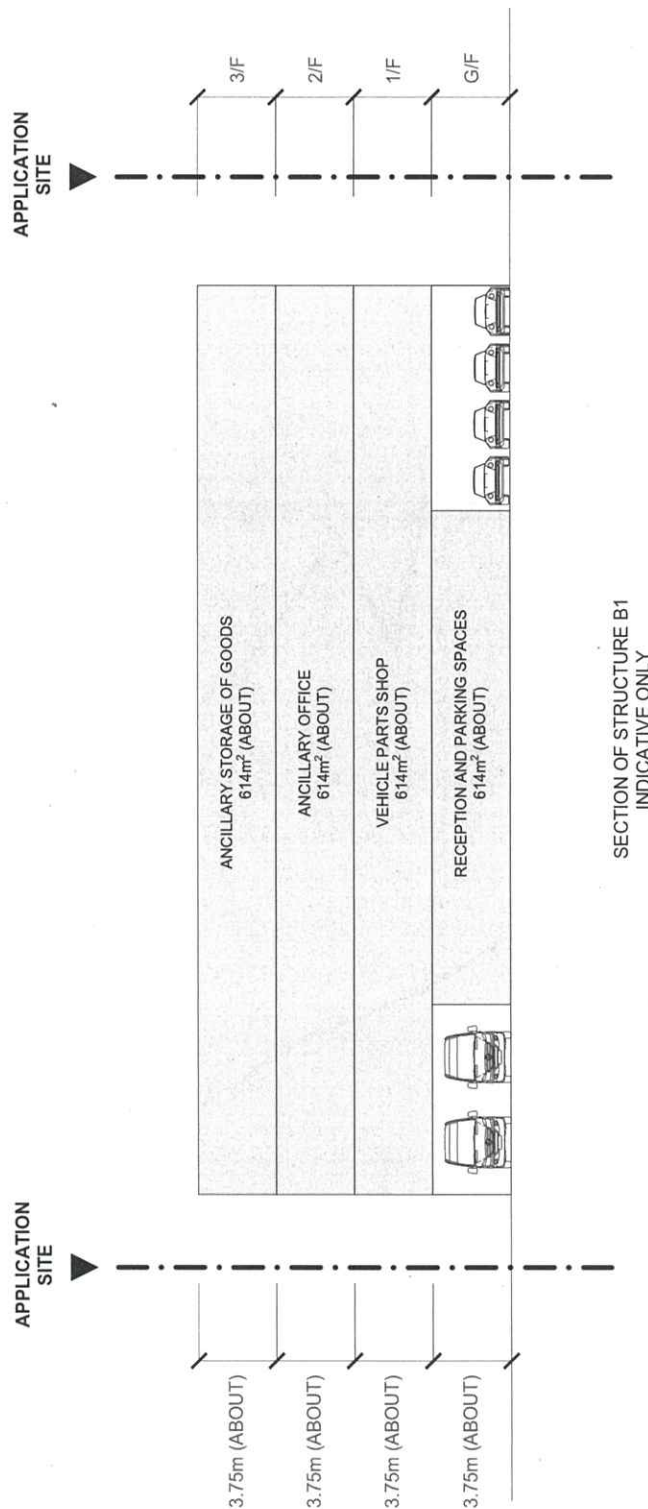 APPLICATION
SITE
APPLICATION
SITE
3.75m (ABOUT)
ANCILLARY STORAGE OF GOODS
614m² (ABOUT)
3/F
3.75m (ABOUT)
ANCILLARY OFFICE
614m² (ABOUT)
2/F
3.75m (ABOUT)
VEHICLE PARTS SHOP
614m² (ABOUT)
1/F
3.75m (ABOUT)
RECEPTION AND PARKING SPACES
614m² (ABOUT)
G/F
SECTION OF STRUCTURE B1
INDICATIVE ONLY